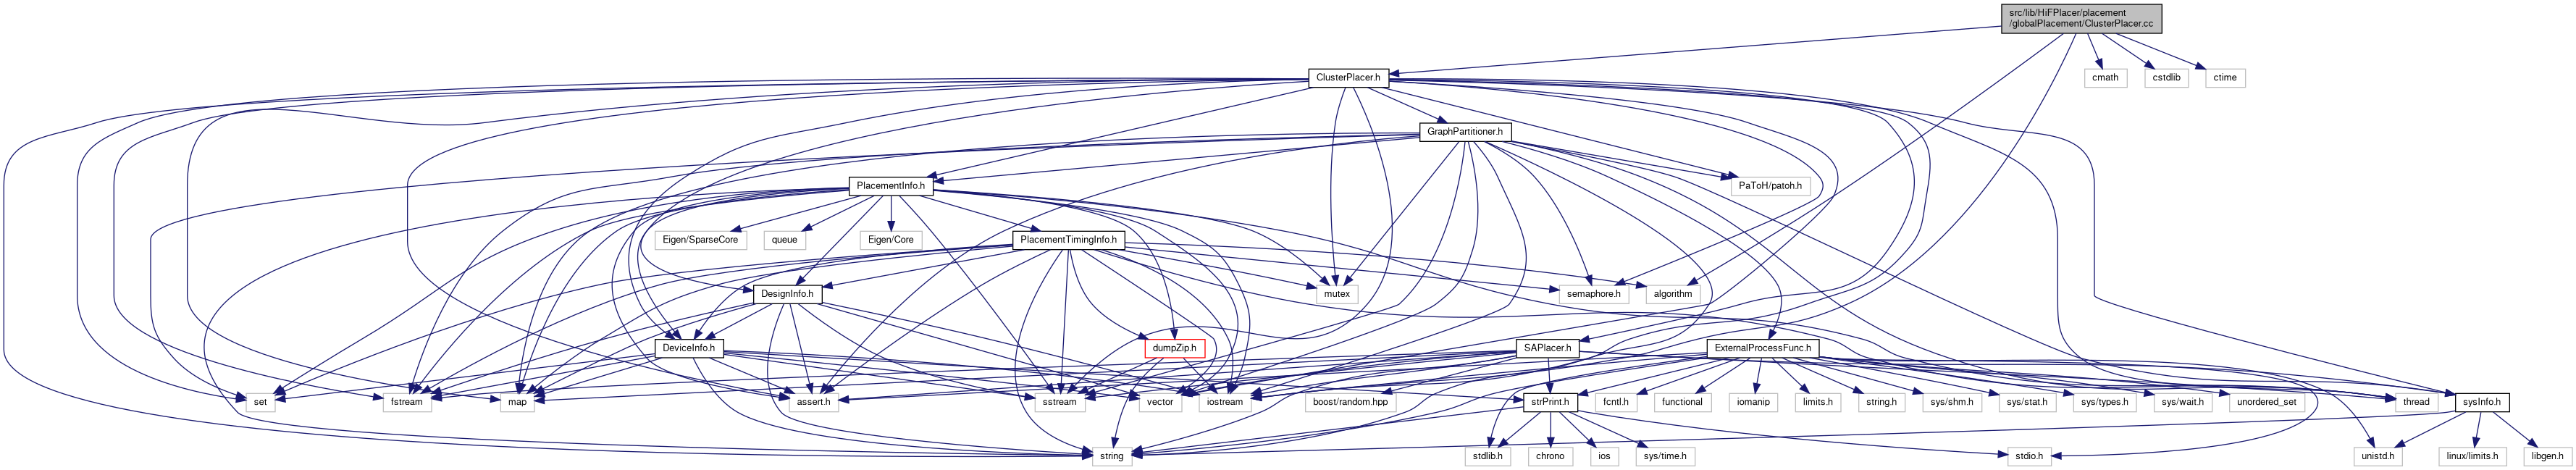 src/lib/HiFPlacer/placement
/globalPlacement/ClusterPlacer.cc
ClusterPlacer.h
cmath
cstdlib
ctime
GraphPartitioner.h
PlacementInfo.h
PaToH/patoh.h
Eigen/SparseCore
queue
Eigen/Core
PlacementTimingInfo.h
DesignInfo.h
mutex
semaphore.h
algorithm
DeviceInfo.h
dumpZip.h
SAPlacer.h
ExternalProcessFunc.h
set
fstream
map
assert.h
sstream
vector
iostream
boost/random.hpp
strPrint.h
fcntl.h
functional
iomanip
limits.h
string.h
sys/shm.h
sys/stat.h
sys/types.h
sys/wait.h
unordered_set
thread
sysInfo.h
string
stdlib.h
chrono
ios
sys/time.h
stdio.h
unistd.h
linux/limits.h
libgen.h